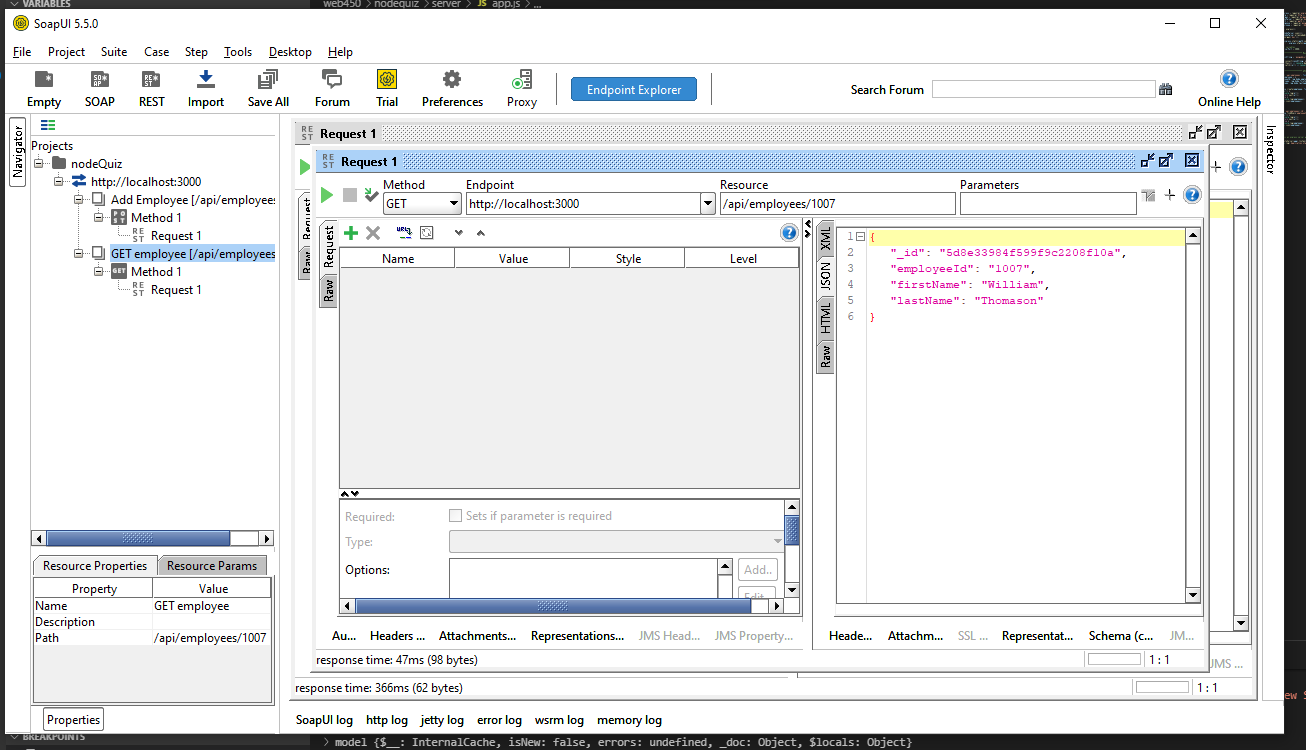 VARIABLES
web450 > nodequiz > server > JS app.js > ...
SoapUI 5.5.0
File Project Suite Case Step Tools Desktop Help
Empty SOAP REST Import Save All Forum Trial Preferences Proxy Endpoint Explorer Search Forum Online Help
Navigator
Projects
nodeQuiz
http://localhost:3000
Add Employee [/api/employees
Method 1
Request 1
GET employee [/api/employees
GET Method 1
Request 1
Resource Properties Resource Params
Property Value
Name GET employee
Description
Path /api/employees/1007
Properties
Request 1
Request 1
Inspector
Method Endpoint Resource Parameters
GET http://localhost:3000 /api/employees/1007
Request
Raw
Request
Raw
Name Value Style Level
Required: Sets if parameter is required
Type:
Options: Add..
Edit
XML
JSON
HTML
Raw
1 {
2 "_id": "5d8e33984f599f9c2208f10a",
3 "employeeId": "1007",
4 "firstName": "William",
5 "lastName": "Thomason"
6 }
Au... Headers ... Attachments... Representations... JMS Head... JMS Property...
Heade... Attachm... SSL ... Representat... Schema (c... JM...
response time: 47ms (98 bytes) 1 : 1
JMS ...
response time: 366ms (62 bytes) 1 : 1
SoapUI log http log jetty log error log wsrm log memory log
BREAKPOINTS
> model {$__: InternalCache, isNew: false, errors: undefined, _doc: Object, $locals: Object}